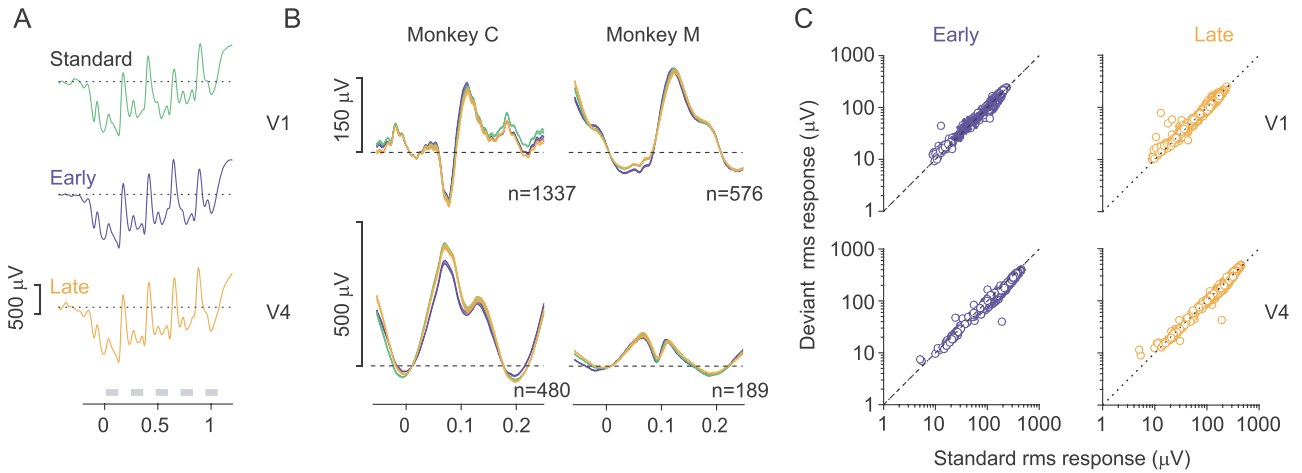 A
Standard
Early
Late
500 µV
0 0.5 1
B
Monkey C Monkey M
V1
150 µV
n=1337 n=576
V4
500 µV
n=480 n=189
0 0.1 0.2 0 0.1 0.2
C
Early Late
1000
100
10
1
V1
1000
100
10
1
V4
Deviant rms response (µV)
1 10 100 1000 1 10 100 1000
Standard rms response (µV)